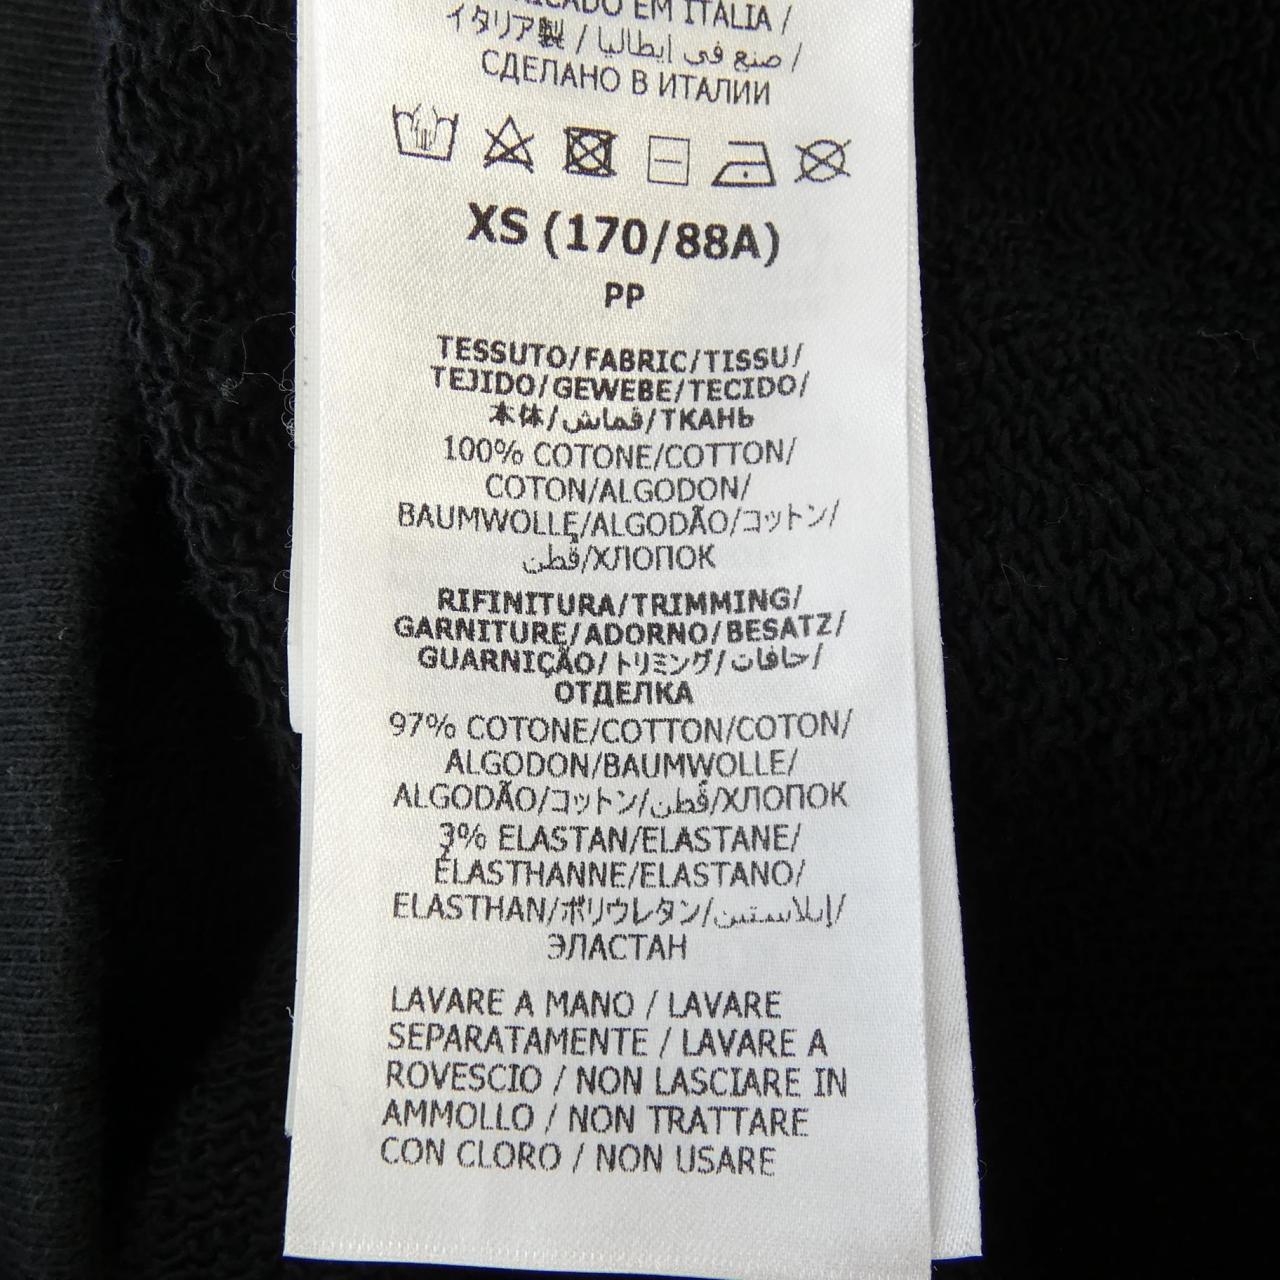 EM ITALIA /
イタリア製 / صنع في إيطاليا /
СДЕЛАНО В ИТАЛИИ
XS (170/88A)
PP
TESSUTO/FABRIC/TISSU/
TEJIDO/GEWEBE/TECIDO/
本体/قماش/ТКАНЬ
100% COTONE/COTTON/
COTON/ALGODON/
BAUMWOLLE/ALGODÃO/コットン/
قطن/ХЛОПОК
RIFINITURA/TRIMMING/
GARNITURE/ADORNO/BESATZ/
GUARNIÇÃO/トリミング/حافات/
ОТДЕЛКА
97% COTONE/COTTON/COTON/
ALGODON/BAUMWOLLE/
ALGODÃO/コットン/قطن/ХЛОПОК
3% ELASTAN/ELASTANE/
ÉLASTHANNE/ELASTANO/
ELASTHAN/ポリウレタン/إيلاستين/
ЭЛАСТАН
LAVARE A MANO / LAVARE
SEPARATAMENTE / LAVARE A
ROVESCIO / NON LASCIARE IN
AMMOLLO / NON TRATTARE
CON CLORO / NON USARE